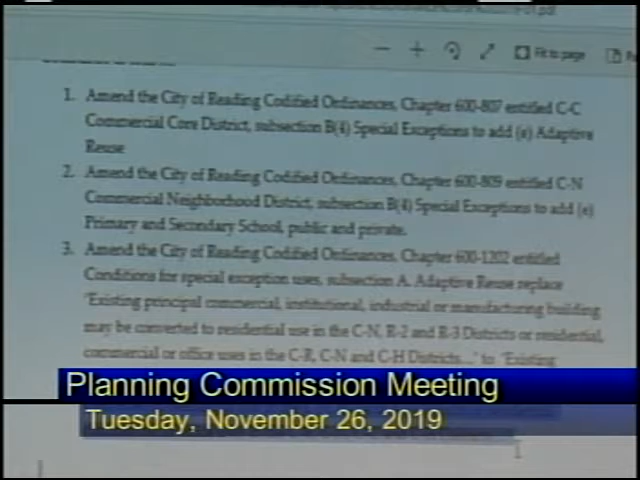 Fit to page
1. Amend the City of Reading Codified Ordinances, Chapter 600-807 entitled C-C
Commercial Core District, subsection B(4) Special Exceptions to add (e) Adaptive
Reuse
2. Amend the City of Reading Codified Ordinances, Chapter 600-809 entitled C-N
Commercial Neighborhood District, subsection B(4) Special Exceptions to add (e)
Primary and Secondary School, public and private.
3. Amend the City of Reading Codified Ordinances, Chapter 600-1202 entitled
Conditions for special exception uses, subsection A. Adaptive Reuse replace
"Existing principal commercial, institutional, industrial or manufacturing building
may be converted to residential use in the C-N, R-2 and R-3 Districts or residential,
commercial or office uses in the C-R, C-N and C-H Districts..." to "Existing
Planning Commission Meeting
Tuesday, November 26, 2019